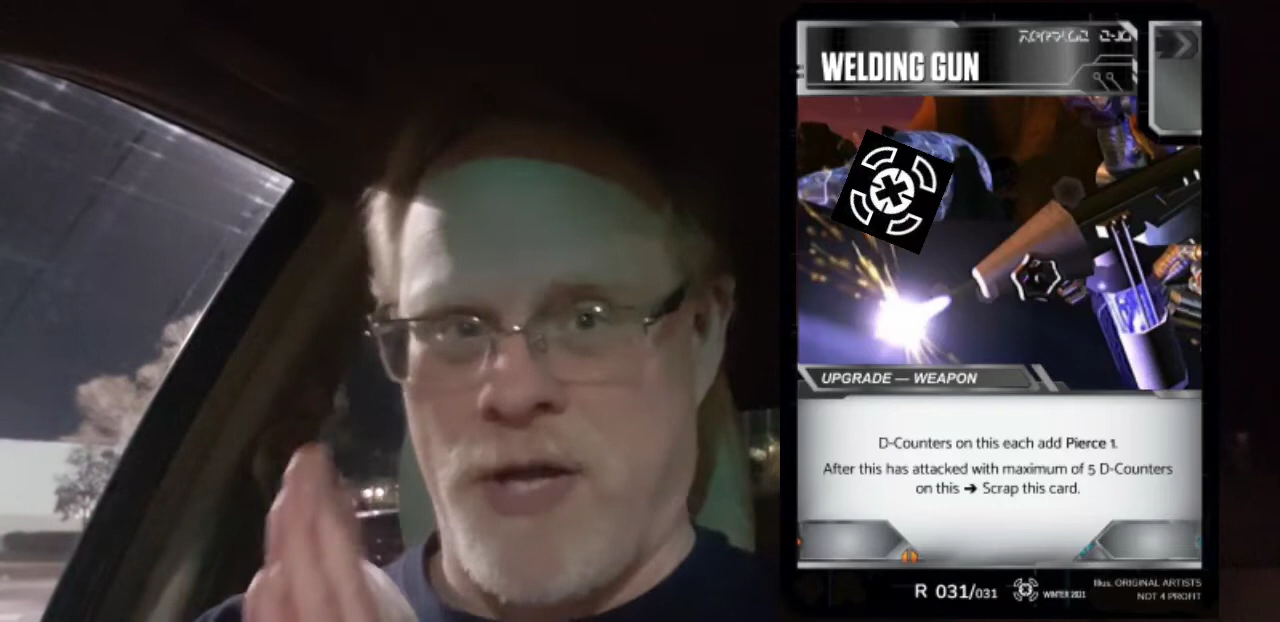 WELDING GUN
UPGRADE — WEAPON
D-Counters on this each add Pierce 1.
After this has attacked with maximum of 5 D-Counters
on this ➔ Scrap this card.
R 031/031
WINTER 2021
Illus. ORIGINAL ARTISTS
NOT 4 PROFIT